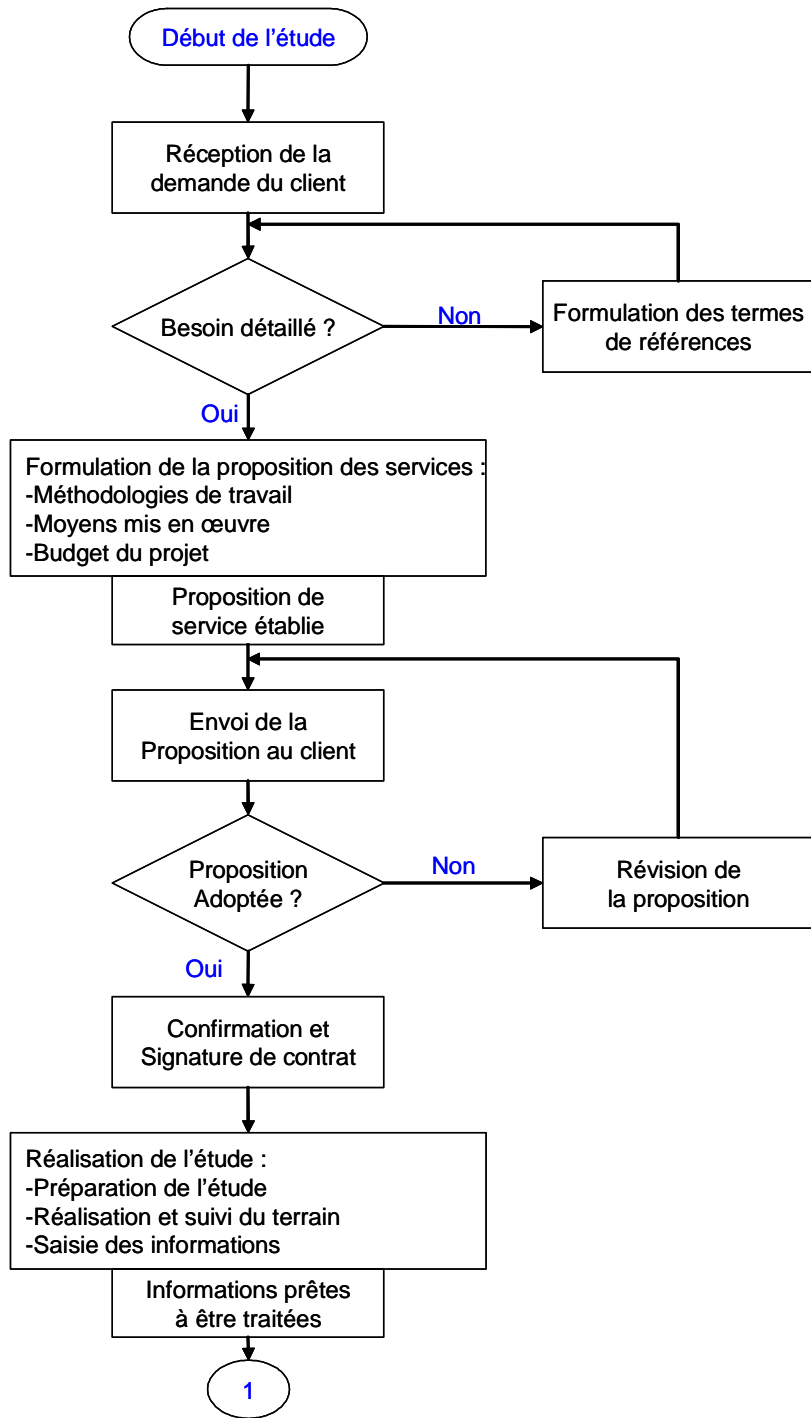 Début de l'étude
Réception de la
demande du client
Besoin détaillé ?
Non
Formulation des termes
de références
Oui
Formulation de la proposition des services :
-Méthodologies de travail
-Moyens mis en œuvre
-Budget du projet
Proposition de
service établie
Envoi de la
Proposition au client
Proposition
Adoptée ?
Non
Révision de
la proposition
Oui
Confirmation et
Signature de contrat
Réalisation de l'étude :
-Préparation de l'étude
-Réalisation et suivi du terrain
-Saisie des informations
Informations prêtes
à être traitées
1